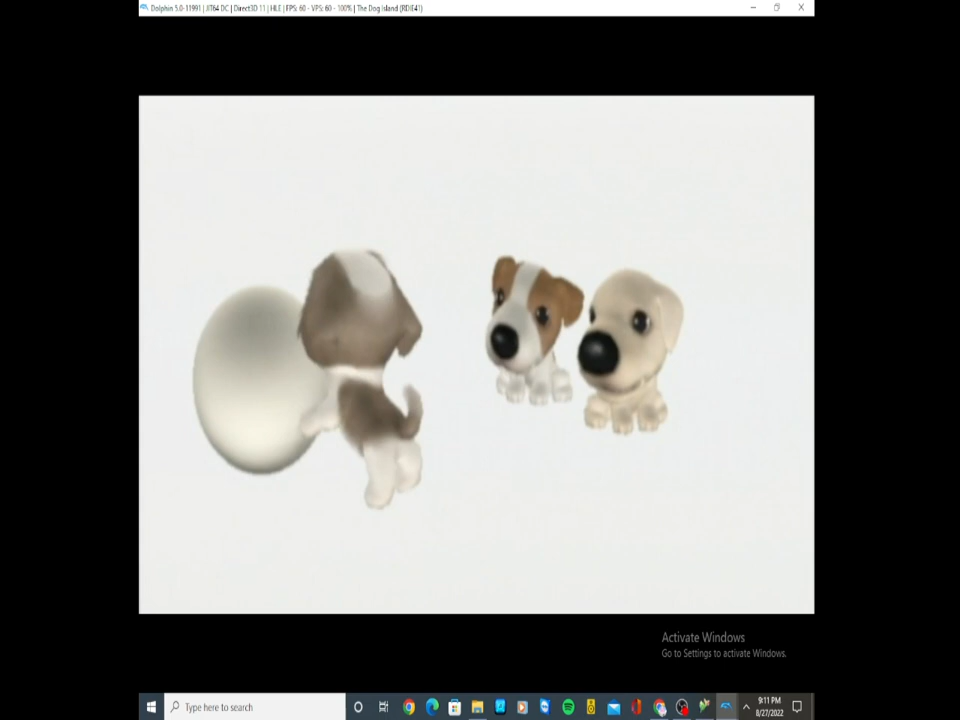 Dolphin 5.0-11991 | JIT64 DC | Direct3D 11 | HLE | FPS: 60 - VPS: 60 - 100% | The Dog Island (RDIE41)
Activate Windows
Go to Settings to activate Windows.
Type here to search
9:11 PM
8/27/2022